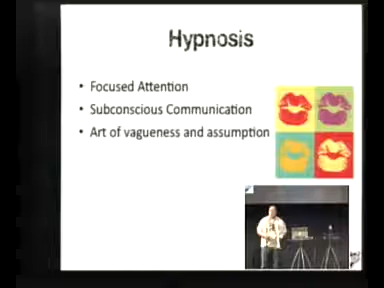 Hypnosis
• Focused Attention
• Subconscious Communication
• Art of vagueness and assumption